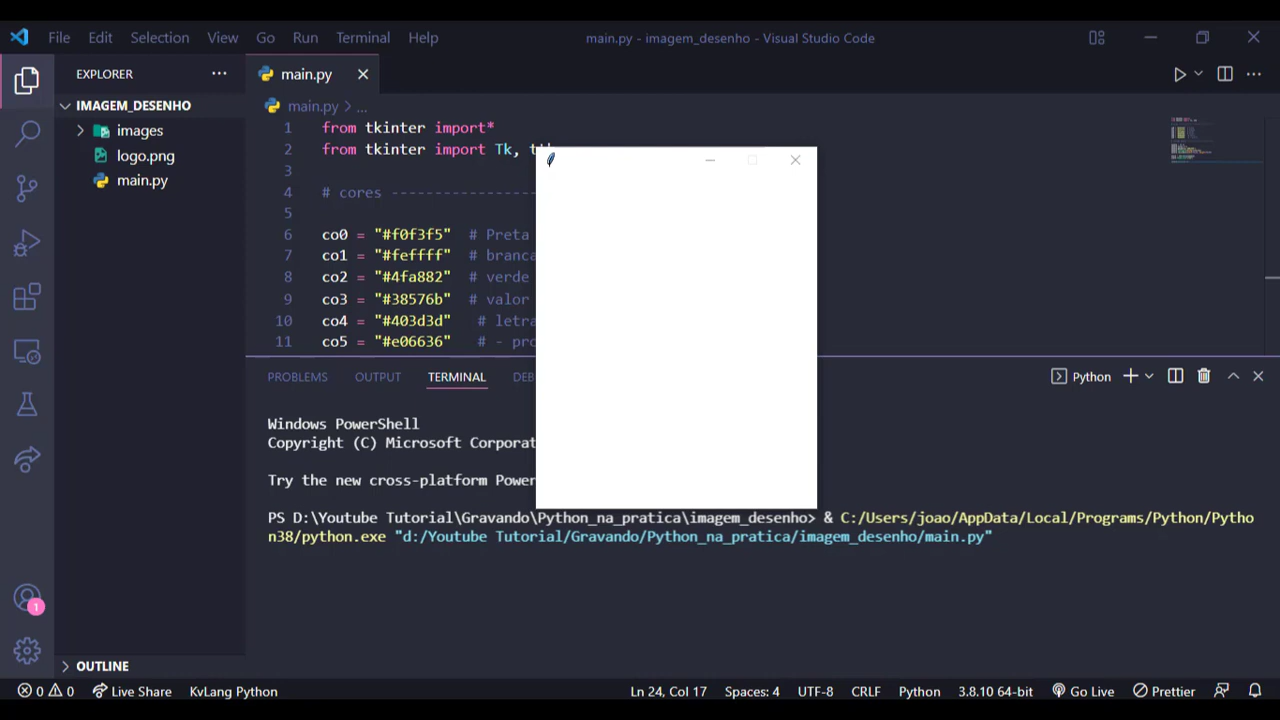 File Edit Selection View Go Run Terminal Help main.py - imagem_desenho - Visual Studio Code
EXPLORER
main.py
IMAGEM_DESENHO
images
logo.png
main.py
main.py > ...
1 from tkinter import*
2 from tkinter import Tk,
3
4 # cores -----------------
5
6 co0 = "#f0f3f5" # Preta
7 co1 = "#feffff" # branca
8 co2 = "#4fa882" # verde
9 co3 = "#38576b" # valor
10 co4 = "#403d3d" # letra
11 co5 = "#e06636" # - pro
PROBLEMS OUTPUT TERMINAL DEB
Python
Windows PowerShell
Copyright (C) Microsoft Corporat
Try the new cross-platform Power
PS D:\Youtube Tutorial\Gravando\Python_na_pratica\imagem_desenho> & C:/Users/joao/AppData/Local/Programs/Python/Pytho
n38/python.exe "d:/Youtube Tutorial/Gravando/Python_na_pratica/imagem_desenho/main.py"
1
OUTLINE
0 0 Live Share KvLang Python Ln 24, Col 17 Spaces: 4 UTF-8 CRLF Python 3.8.10 64-bit Go Live Prettier